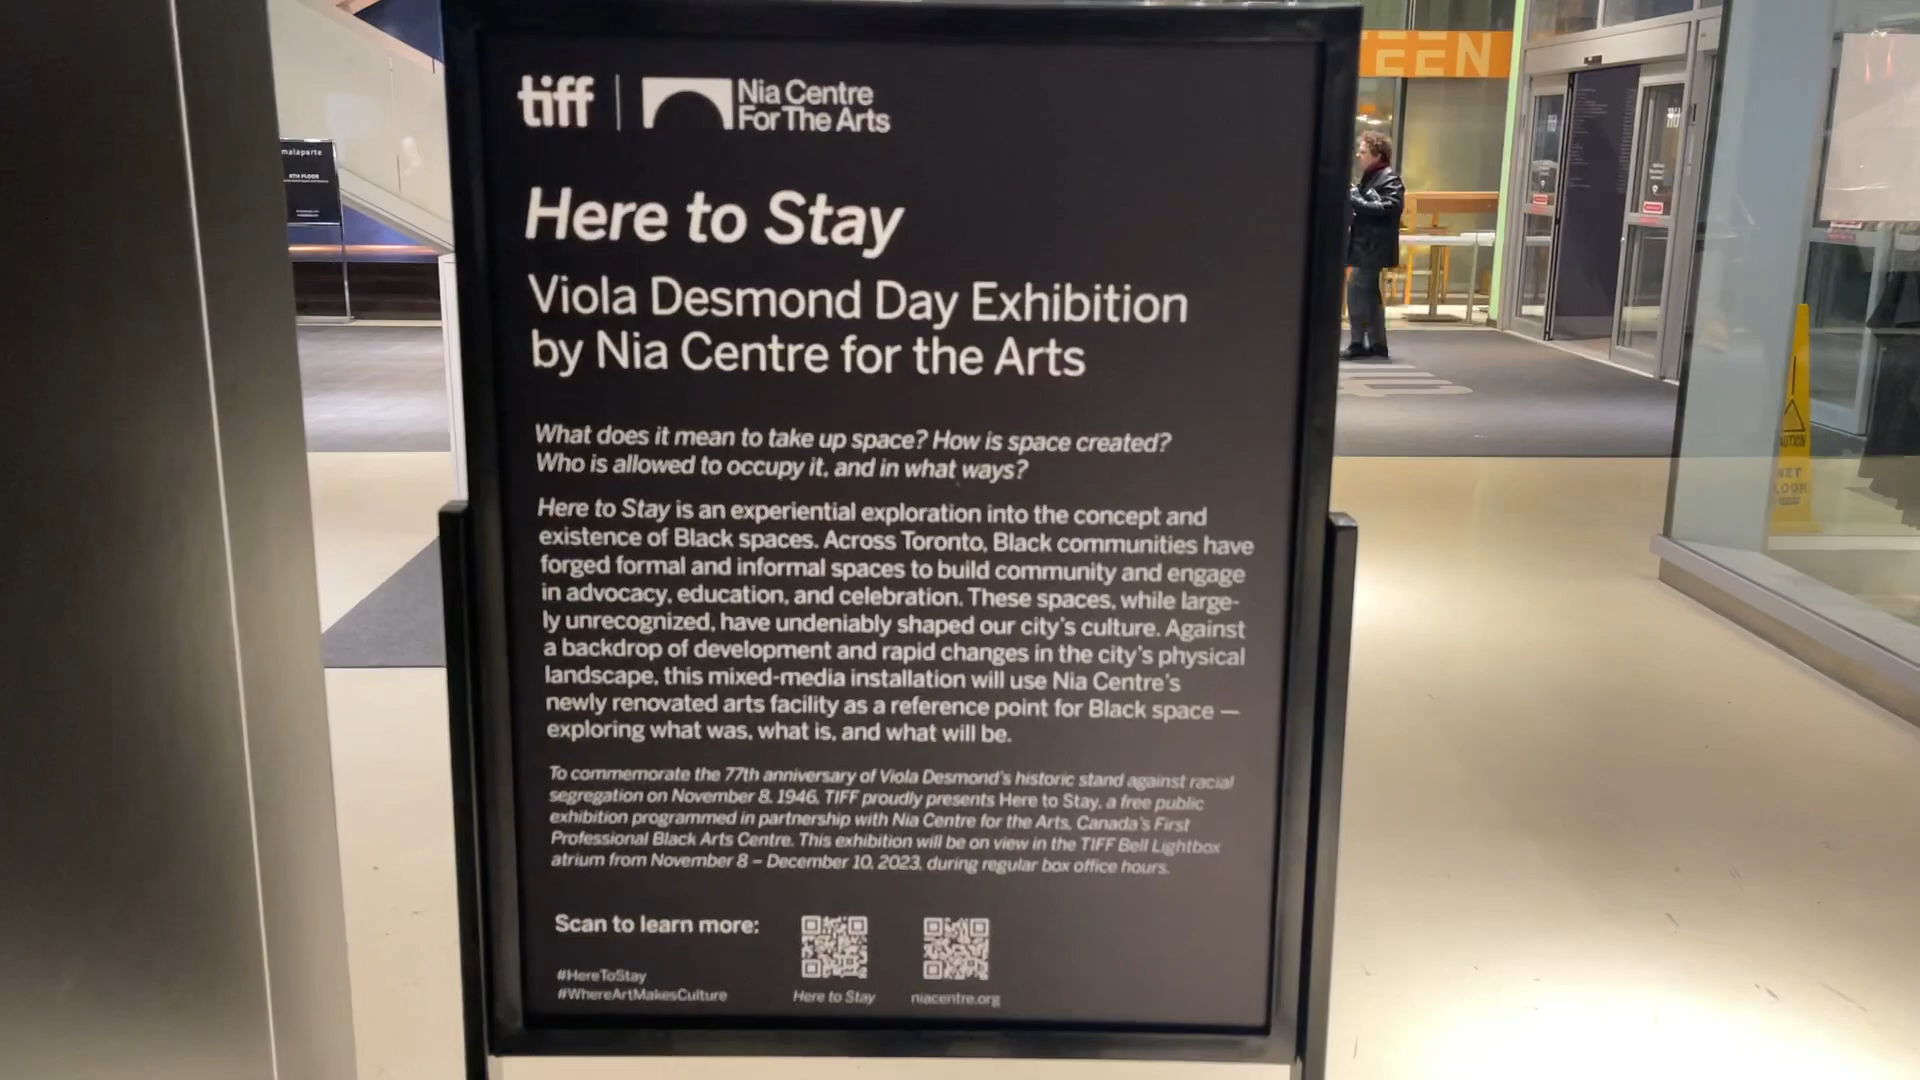 tiff
Nia Centre
For The Arts
Here to Stay
Viola Desmond Day Exhibition
by Nia Centre for the Arts
What does it mean to take up space? How is space created?
Who is allowed to occupy it, and in what ways?
Here to Stay is an experiential exploration into the concept and
existence of Black spaces. Across Toronto, Black communities have
forged formal and informal spaces to build community and engage
in advocacy, education, and celebration. These spaces, while large-
ly unrecognized, have undeniably shaped our city's culture. Against
a backdrop of development and rapid changes in the city's physical
landscape, this mixed-media installation will use Nia Centre's
newly renovated arts facility as a reference point for Black space —
exploring what was, what is, and what will be.
To commemorate the 77th anniversary of Viola Desmond's historic stand against racial
segregation on November 8, 1946, TIFF proudly presents Here to Stay, a free public
exhibition programmed in partnership with Nia Centre for the Arts, Canada's First
Professional Black Arts Centre. This exhibition will be on view in the TIFF Bell Lightbox
atrium from November 8 – December 10, 2023, during regular box office hours.
Scan to learn more:
#HereToStay
#WhereArtMakesCulture
Here to Stay
niacentre.org
malaparte
6TH FLOOR
EEN
CAUTION